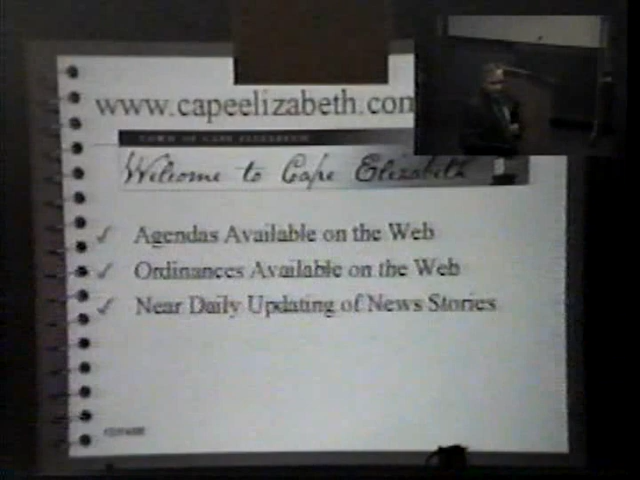 www.capeelizabeth.com
TOWN OF CAPE ELIZABETH
Welcome to Cape Elizabeth
✓ Agendas Available on the Web
✓ Ordinances Available on the Web
✓ Near Daily Updating of News Stories